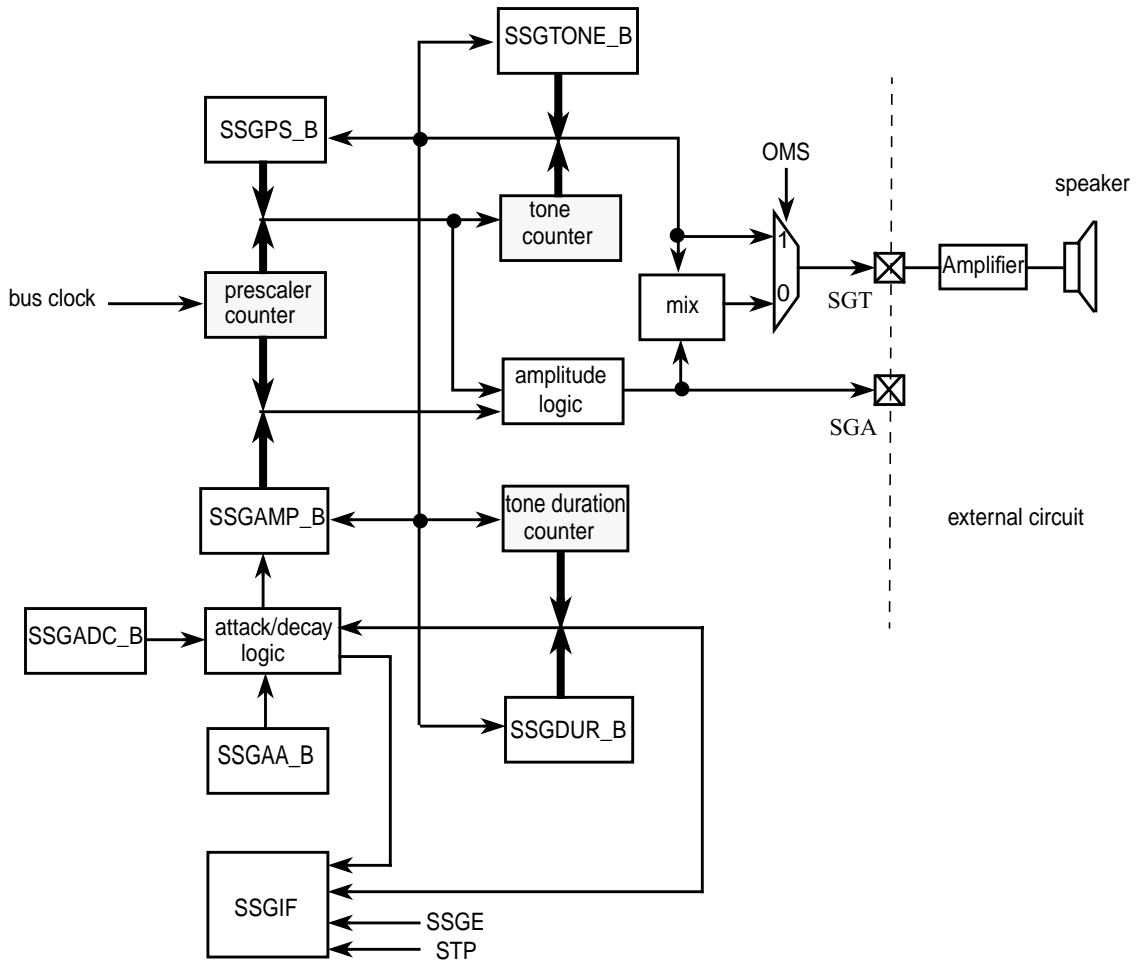 SSGTONE_B
SSGPS_B
OMS
speaker
tone
counter
1
Amplifier
bus clock
prescaler
counter
mix
0
SGT
amplitude
logic
SGA
SSGAMP_B
tone duration
counter
external circuit
SSGADC_B
attack/decay
logic
SSGDUR_B
SSGAA_B
SSGIF
SSGE
STP